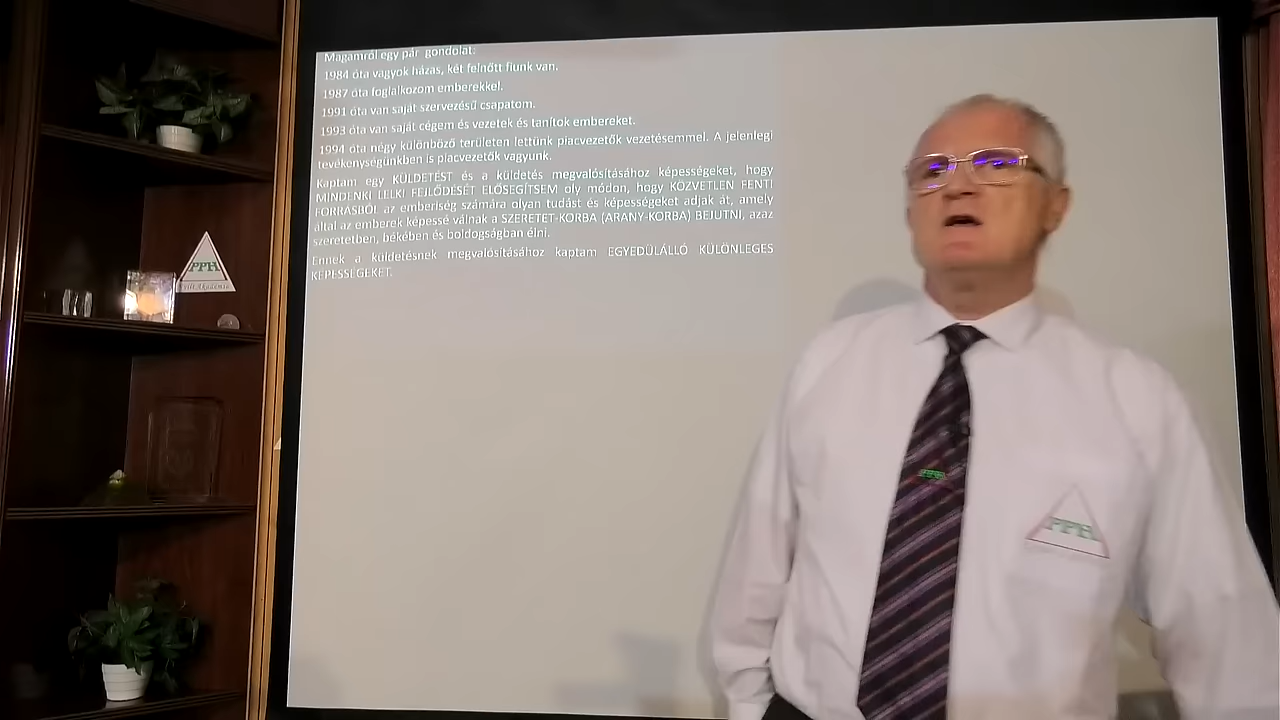 Magamról egy pár gondolat:
1984 óta vagyok házas, két felnőtt fiunk van.
1987 óta foglalkozom emberekkel.
1991 óta van saját szervezésű csapatom.
1993 óta van saját cégem és vezetek és tanítok embereket.
1994 óta négy különböző területen lettünk piacvezetők vezetésemmel. A jelenlegi
tevékenységünkben is piacvezetők vagyunk.
Kaptam egy KÜLDETÉST és a küldetés megvalósításához képességeket, hogy
MINDENKI LELKI FEJLŐDÉSÉT ELŐSEGÍTSEM oly módon, hogy KÖZVETLEN FENTI
FORRÁSBÓL az emberiség számára olyan tudást és képességeket adjak át, amely
által az emberek képessé válnak a SZERETET-KORBA (ARANY-KORBA) BEJUTNI, azaz
szeretetben, békében és boldogságban élni.
Ennek a küldetésnek megvalósításához kaptam EGYEDÜLÁLLÓ KÜLÖNLEGES
KÉPESSÉGEKET.
PPH
PPH
PPH